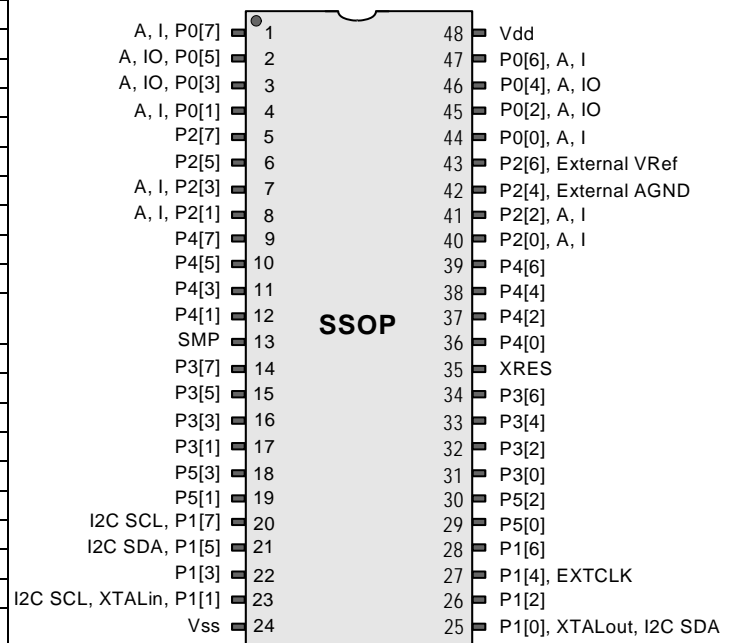 A, I, P0[7] 1 48 Vdd
A, IO, P0[5] 2 47 P0[6], A, I
A, IO, P0[3] 3 46 P0[4], A, IO
A, I, P0[1] 4 45 P0[2], A, IO
P2[7] 5 44 P0[0], A, I
P2[5] 6 43 P2[6], External VRef
A, I, P2[3] 7 42 P2[4], External AGND
A, I, P2[1] 8 41 P2[2], A, I
P4[7] 9 40 P2[0], A, I
P4[5] 10 39 P4[6]
P4[3] 11 38 P4[4]
P4[1] 12 SSOP 37 P4[2]
SMP 13 36 P4[0]
P3[7] 14 35 XRES
P3[5] 15 34 P3[6]
P3[3] 16 33 P3[4]
P3[1] 17 32 P3[2]
P5[3] 18 31 P3[0]
P5[1] 19 30 P5[2]
I2C SCL, P1[7] 20 29 P5[0]
I2C SDA, P1[5] 21 28 P1[6]
P1[3] 22 27 P1[4], EXTCLK
I2C SCL, XTALin, P1[1] 23 26 P1[2]
Vss 24 25 P1[0], XTALout, I2C SDA